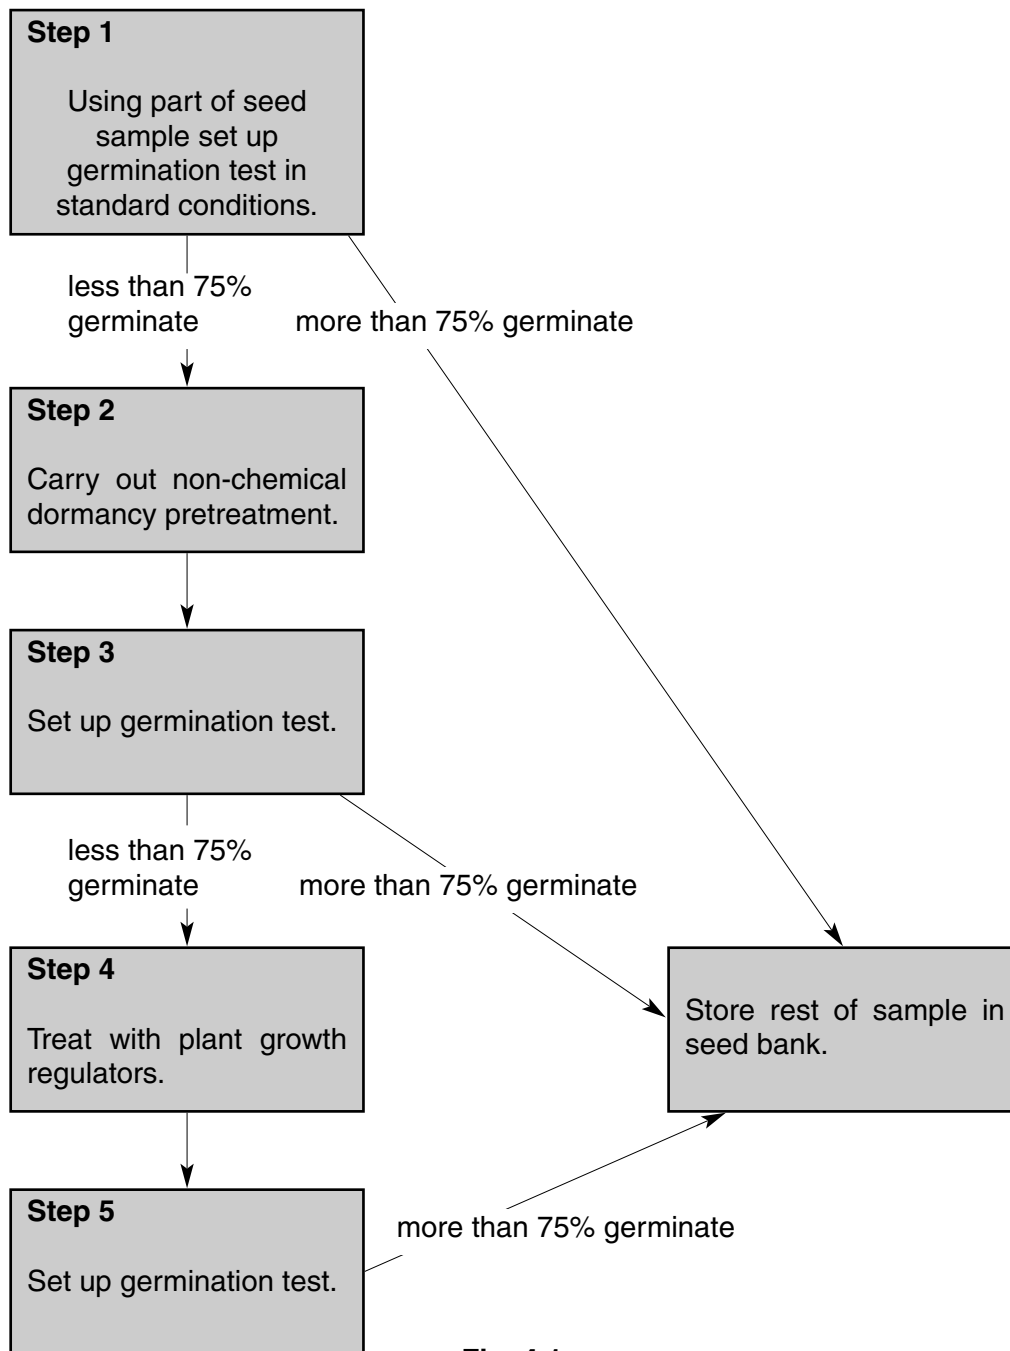 Step 1
Using part of seed
sample set up
germination test in
standard conditions.
less than 75%
germinate
more than 75% germinate
Step 2
Carry out non-chemical
dormancy pretreatment.
Step 3
Set up germination test.
less than 75%
germinate
more than 75% germinate
Step 4
Treat with plant growth
regulators.
Store rest of sample in
seed bank.
Step 5
Set up germination test.
more than 75% germinate